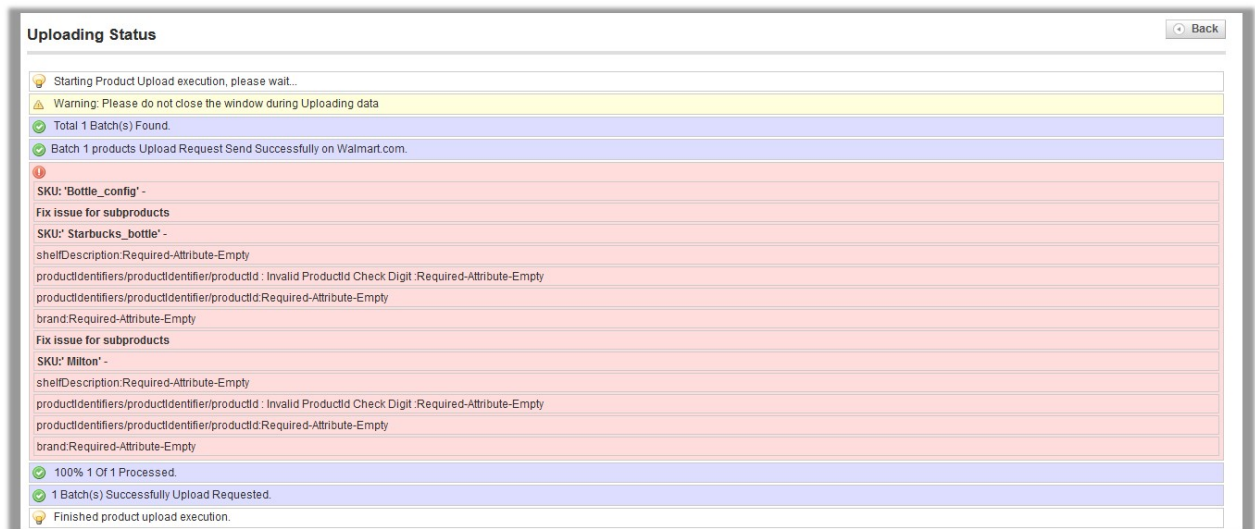 Uploading Status
Back
Starting Product Upload execution, please wait...
Warning: Please do not close the window during Uploading data
Total 1 Batch(s) Found.
Batch 1 products Upload Request Send Successfully on Walmart.com.
SKU: 'Bottle_config' -
Fix issue for subproducts
SKU:' Starbucks_bottle' -
shelfDescription:Required-Attribute-Empty
productIdentifiers/productIdentifier/productId : Invalid ProductId Check Digit :Required-Attribute-Empty
productIdentifiers/productIdentifier/productId:Required-Attribute-Empty
brand:Required-Attribute-Empty
Fix issue for subproducts
SKU:' Milton' -
shelfDescription:Required-Attribute-Empty
productIdentifiers/productIdentifier/productId : Invalid ProductId Check Digit :Required-Attribute-Empty
productIdentifiers/productIdentifier/productId:Required-Attribute-Empty
brand:Required-Attribute-Empty
100% 1 Of 1 Processed.
1 Batch(s) Successfully Upload Requested.
Finished product upload execution.